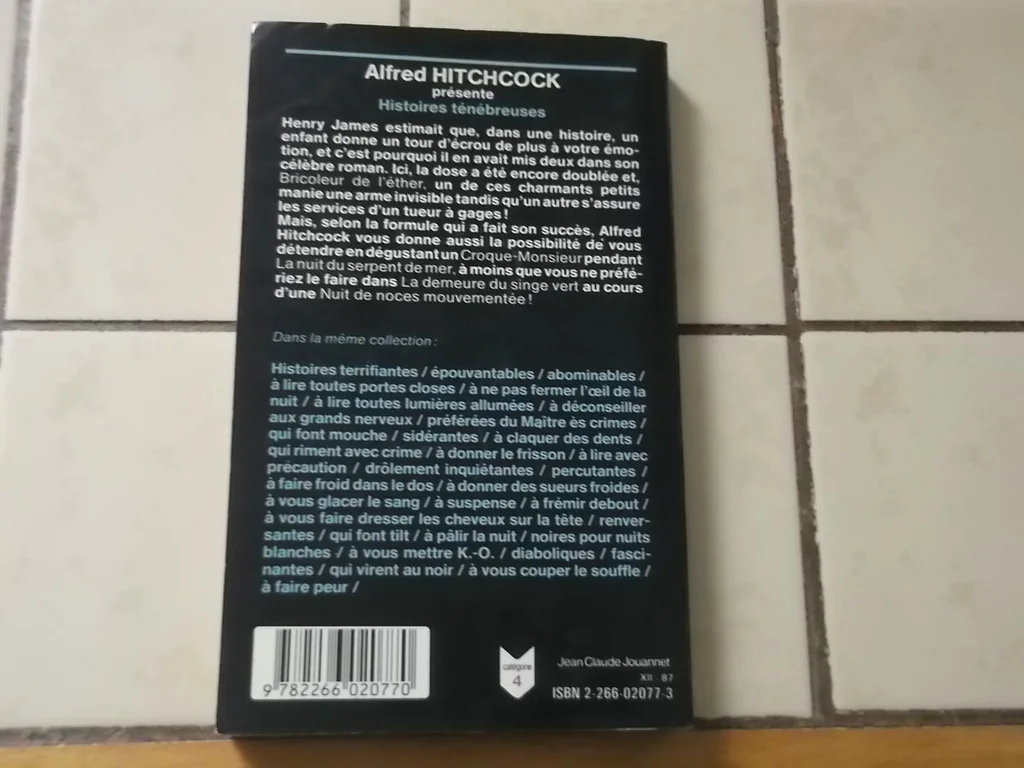 Alfred HITCHCOCK
présente
Histoires ténébreuses
Henry James estimait que, dans une histoire, un
enfant donne un tour d'écrou de plus à votre émo-
tion, et c'est pourquoi il en avait mis deux dans son
célèbre roman. Ici, la dose a été encore doublée et,
Bricoleur de l'éther, un de ces charmants petits
manie une arme invisible tandis qu'un autre s'assure
les services d'un tueur à gages !
Mais, selon la formule qui a fait son succès, Alfred
Hitchcock vous donne aussi la possibilité de vous
détendre en dégustant un Croque-Monsieur pendant
La nuit du serpent de mer, à moins que vous ne préfé-
riez le faire dans La demeure du singe vert au cours
d'une Nuit de noces mouvementée !
Dans la même collection :
Histoires terrifiantes / épouvantables / abominables /
à lire toutes portes closes / à ne pas fermer l'œil de la
nuit / à lire toutes lumières allumées / à déconseiller
aux grands nerveux / préférées du Maître ès crimes /
qui font mouche / sidérantes / à claquer des dents /
qui riment avec crime / à donner le frisson / à lire avec
précaution / drôlement inquiétantes / percutantes /
à faire froid dans le dos / à donner des sueurs froides /
à vous glacer le sang / à suspense / à frémir debout /
à vous faire dresser les cheveux sur la tête / renver-
santes / qui font tilt / à pâlir la nuit / noires pour nuits
blanches / à vous mettre K.-O. / diaboliques / fasci-
nantes / qui virent au noir / à vous couper le souffle /
à faire peur /
9 782266 020770
catégorie
4
Jean Claude Jouannet
XII 87
ISBN 2-266-02077-3